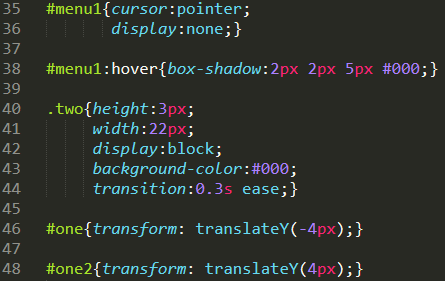 35 #menu1{cursor:pointer;
36 display:none;}
37
38 #menu1:hover{box-shadow:2px 2px 5px #000;}
39
40 .two{height:3px;
41 width:22px;
42 display:block;
43 background-color:#000;
44 transition:0.3s ease;}
45
46 #one{transform: translateY(-4px);}
47
48 #one2{transform: translateY(4px);}